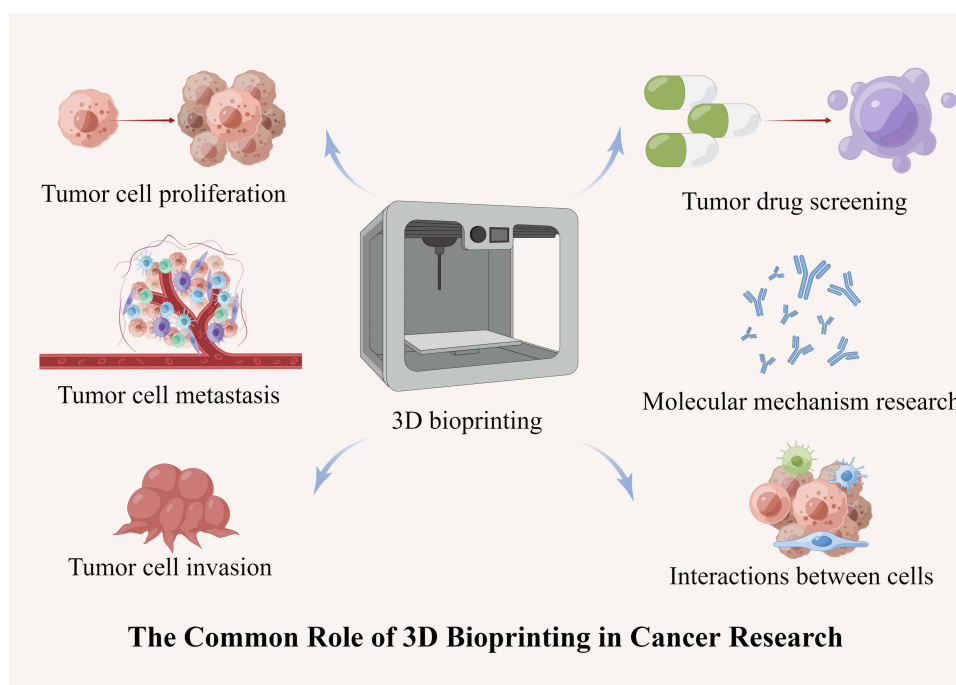 Tumor cell proliferation
Tumor drug screening
Tumor cell metastasis
3D bioprinting
Molecular mechanism research
Tumor cell invasion
Interactions between cells
The Common Role of 3D Bioprinting in Cancer Research